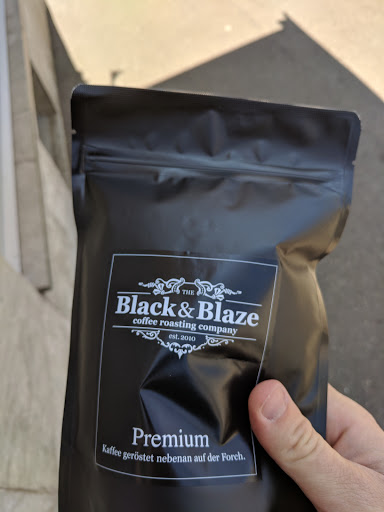 THE
Black & Blaze
coffee roasting company
est. 2010
Premium
Kaffee geröstet nebenan auf der Forch.